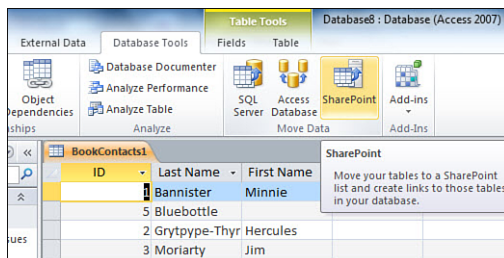 Table Tools
Database8 : Database (Access 2007)
External Data
Database Tools
Fields
Table
Object
Dependencies
Database Documenter
Analyze Performance
Analyze Table
SQL
Server
Access
Database
SharePoint
Add-ins
Analyze
Move Data
Add-Ins
BookContacts1
ID
Last Name
First Name
1 Bannister Minnie
5 Bluebottle
2 Grytpype-Thyr Hercules
3 Moriarty Jim
SharePoint
Move your tables to a SharePoint
list and create links to those tables
in your database.